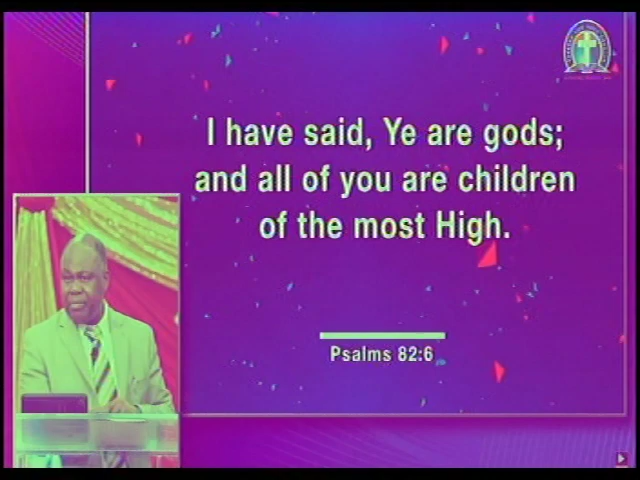 I have said, Ye are gods;
and all of you are children
of the most High.
Psalms 82:6